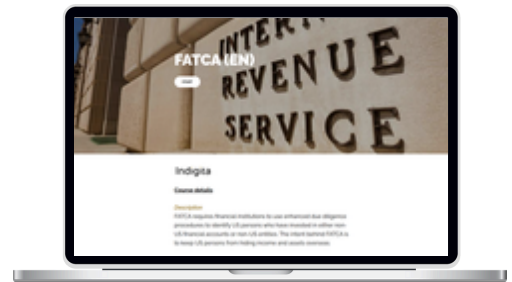 INTERNAL
REVENUE
SERVICE
FATCA (EN)
Indigita
Course details
Description
FATCA requires financial institutions to use enhanced due diligence
procedures to identify US persons who have invested in either non-
US financial accounts or non-US entities. The intent behind FATCA is
to keep US persons from hiding income and assets overseas.